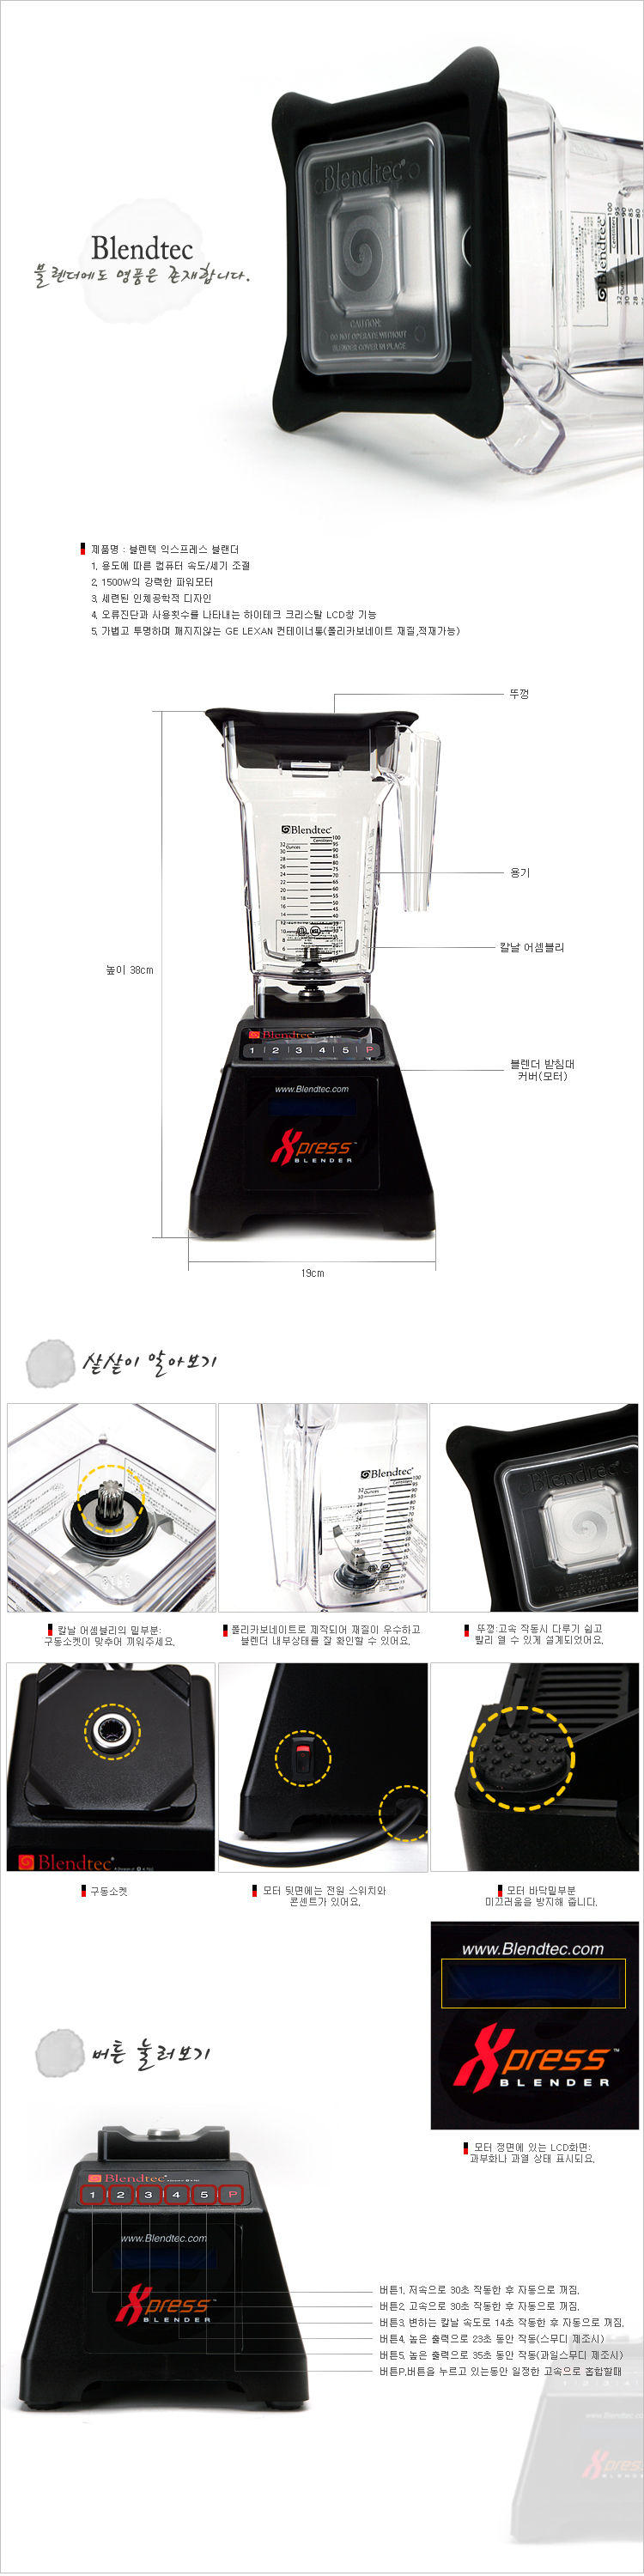 Blendtec®
CAUTION:
DO NOT OPERATE WITHOUT
BLENDER COVER IN PLACE
Blendtec
블렌더에도 명품은 존재합니다.
제품명 : 블렌텍 익스프레스 블랜더
1. 용도에 따른 컴퓨터 속도/세기 조절
2. 1500W의 강력한 파워모터
3. 세련된 인체공학적 디자인
4. 오류진단과 사용횟수를 나타내는 하이테크 크리스탈 LCD창 기능
5. 가볍고 투명하며 깨지지않는 GE LEXAN 컨테이너통(폴리카보네이트 재질,적재가능)
뚜껑
Blendtec®
Ounces
Centiliters
용기
칼날 어셈블리
높이 38cm
블렌더 받침대
커버(모터)
Blendtec
1 2 3 4 5 P
www.Blendtec.com
Xpress™
BLENDER
19cm
샅샅이 알아보기
Blendtec®
Blendtec®
칼날 어셈블리의 밑부분:
구동소켓이 맞추어 끼워주세요.
폴리카보네이트로 제작되어 재질이 우수하고
블렌더 내부상태를 잘 확인할 수 있어요.
뚜껑:고속 작동시 다루기 쉽고
빨리 열 수 있게 설계되었어요.
Blendtec®
구동소켓
모터 뒷면에는 전원 스위치와
콘센트가 있어요.
모터 바닥밑부분
미끄러움을 방지해 줍니다.
www.Blendtec.com
Xpress™
BLENDER
모터 정면에 있는 LCD화면:
과부화나 과열 상태 표시되요.
버튼 눌러보기
Blendtec
1 2 3 4 5 P
www.Blendtec.com
Xpress™
BLENDER
버튼1, 저속으로 30초 작동한 후 자동으로 꺼짐.
버튼2, 고속으로 30초 작동한 후 자동으로 꺼짐.
버튼3, 변하는 칼날 속도로 14초 작동한 후 자동으로 꺼짐.
버튼4, 높은 출력으로 23초 동안 작동(스무디 제조시)
버튼5, 높은 출력으로 35초 동안 작동(과일스무디 제조시)
버튼P,버튼을 누르고 있는동안 일정한 고속으로 혼합할때